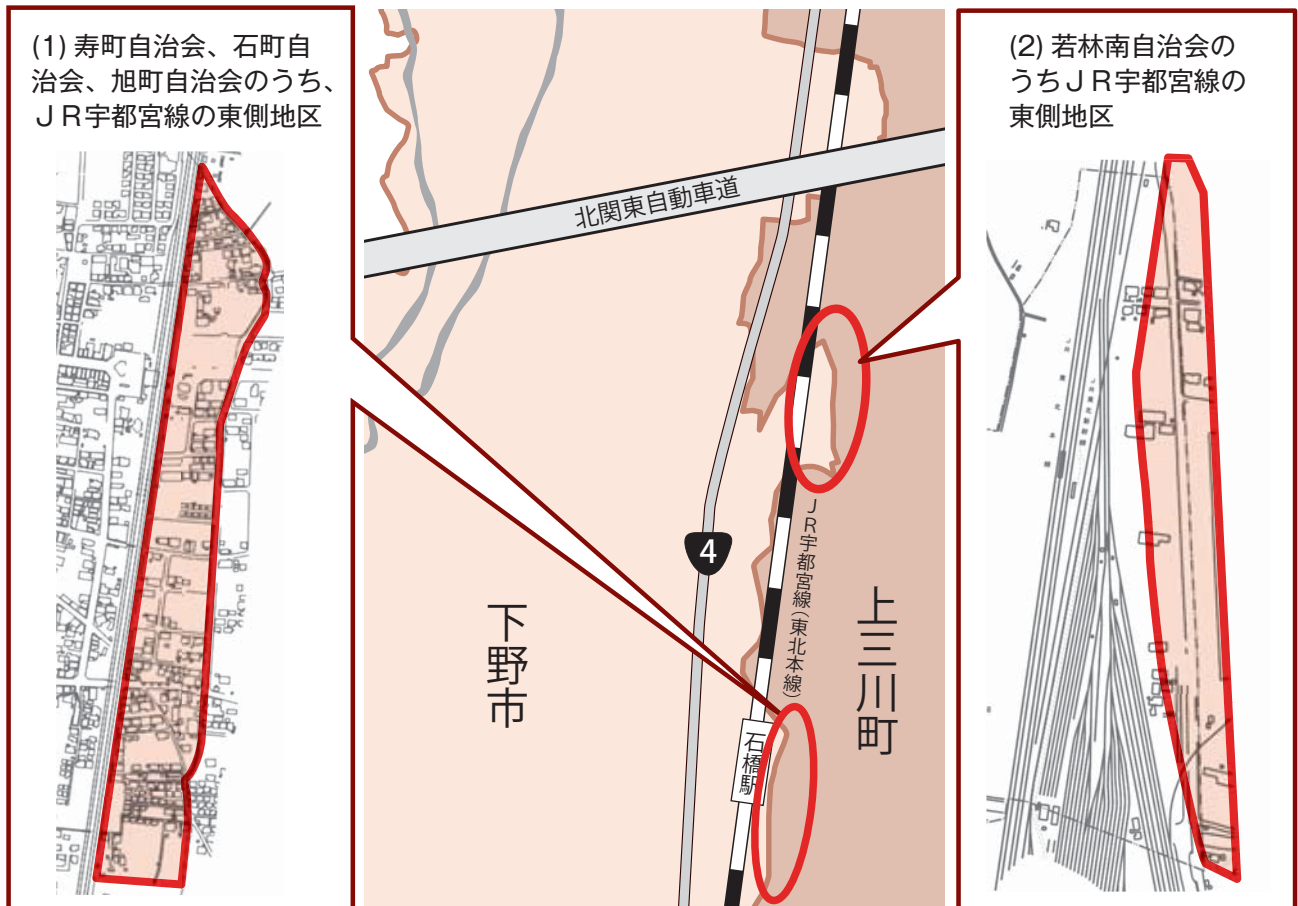 (1) 寿町自治会、石町自
治会、旭町自治会のうち、
ＪＲ宇都宮線の東側地区
北関東自動車道
4
ＪＲ宇都宮線（東北本線）
下野市
上三川町
石橋駅
(2) 若林南自治会の
うちＪＲ宇都宮線の
東側地区